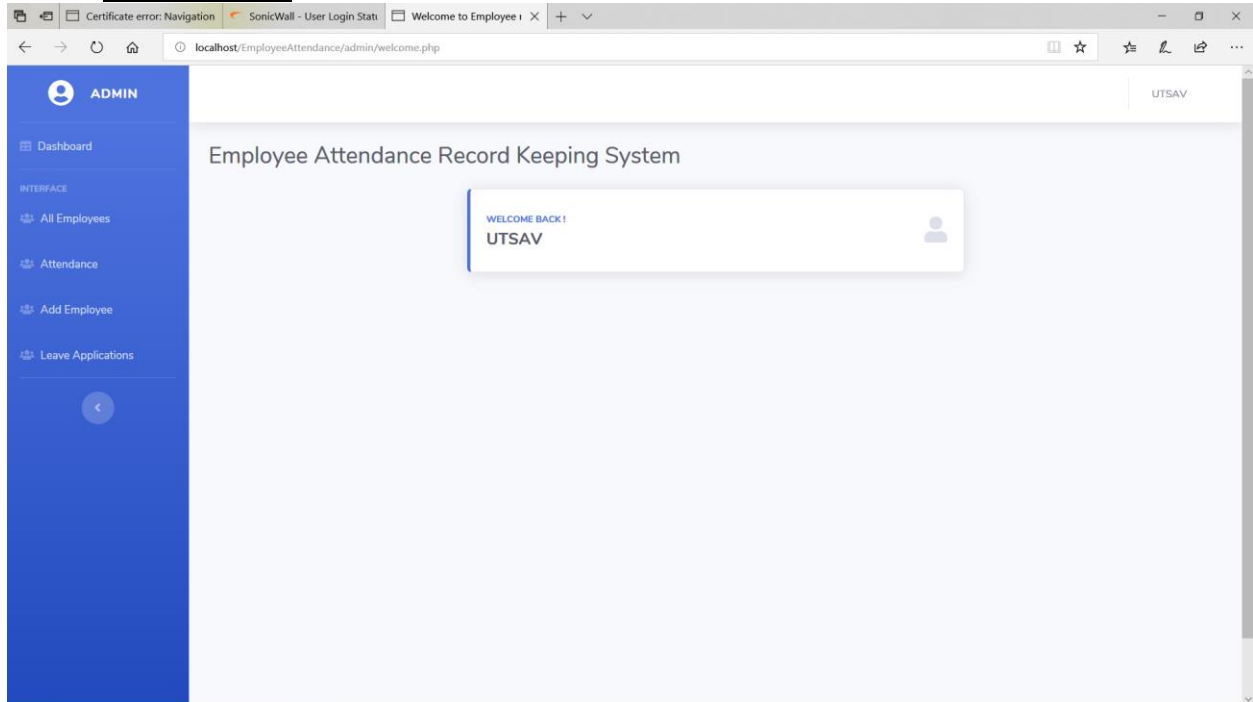 Certificate error: Navigation
SonicWall - User Login Statu
Welcome to Employee r
localhost/EmployeeAttendance/admin/welcome.php
ADMIN
UTSAV
Dashboard
Employee Attendance Record Keeping System
INTERFACE
All Employees
WELCOME BACK !
UTSAV
Attendance
Add Employee
Leave Applications